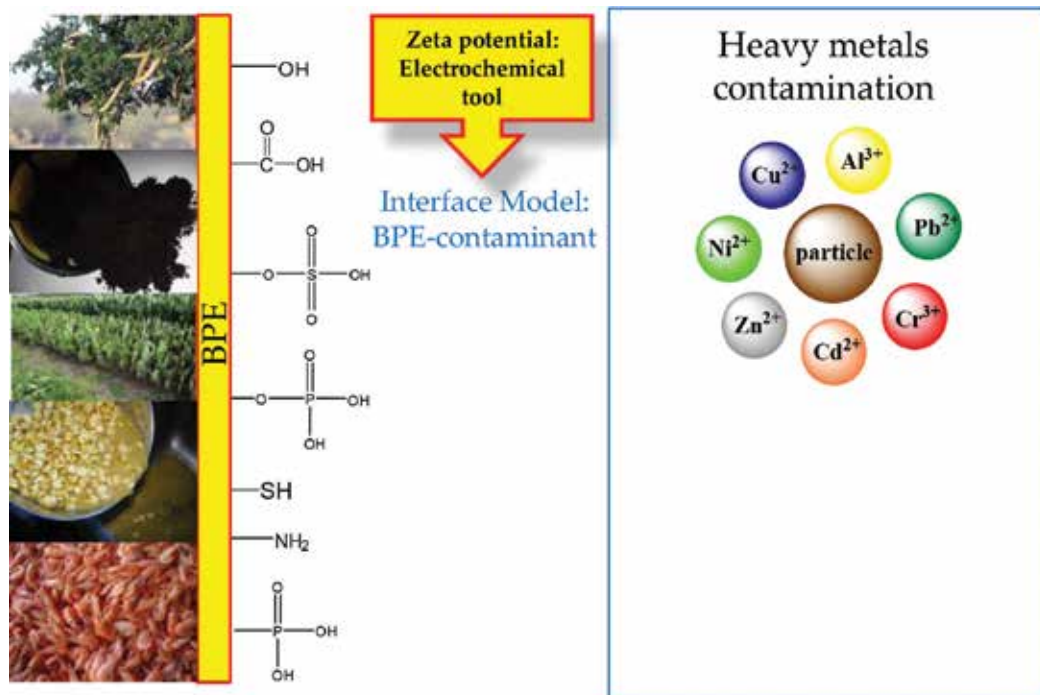 BPE
OH
O
C
OH
O
O
S
OH
O
O
O
P
OH
OH
SH
NH₂
O
P
OH
OH
Zeta potential:
Electrochemical
tool
Interface Model:
BPE-contaminant
Heavy metals
contamination
Cu²⁺
Al³⁺
Ni²⁺
particle
Pb²⁺
Zn²⁺
Cd²⁺
Cr³⁺